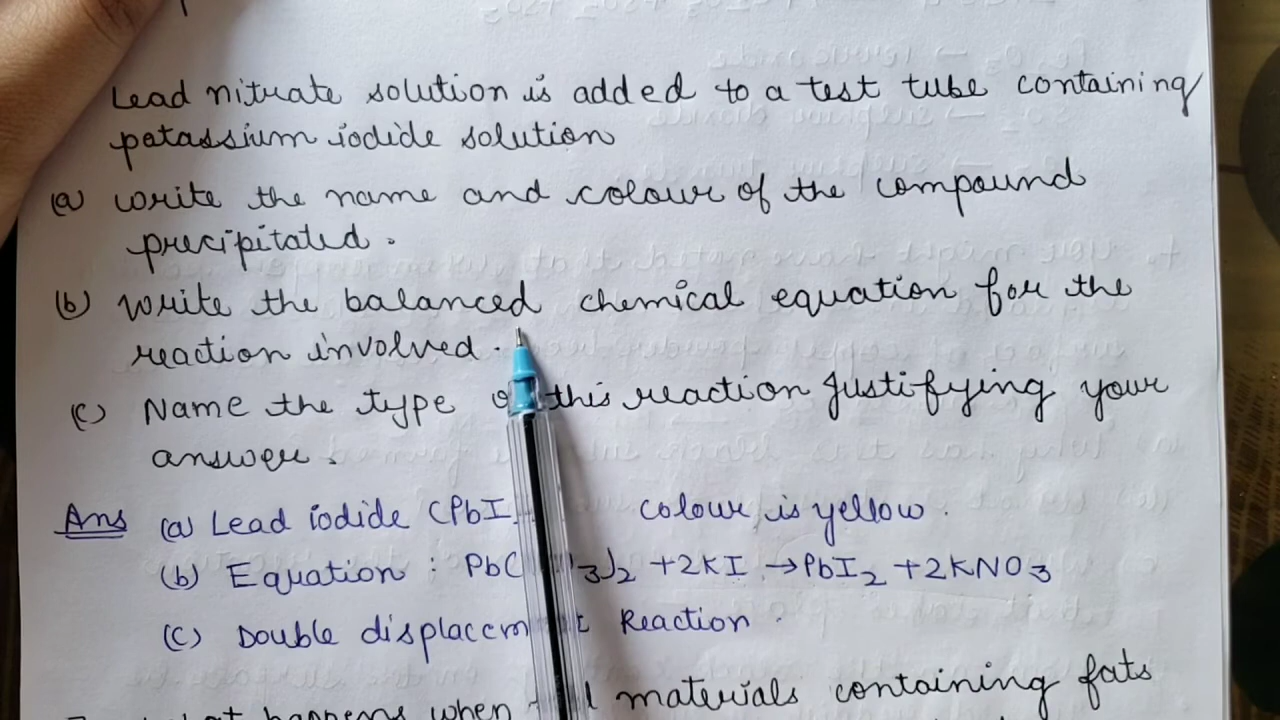 Lead nitrate solution is added to a test tube containing
potassium iodide solution
(a) Write the name and colour of the compound
precipitated.
(b) Write the balanced chemical equation for the
reaction involved.
(c) Name the type this reaction Justifying your
answer.
Ans (a) Lead iodide (PbI colour is yellow.
(b) Equation : Pb( 3)2 +2KI → PbI2 +2KNO3
(C) Double displacem t Reaction.
happens when materials containing fats